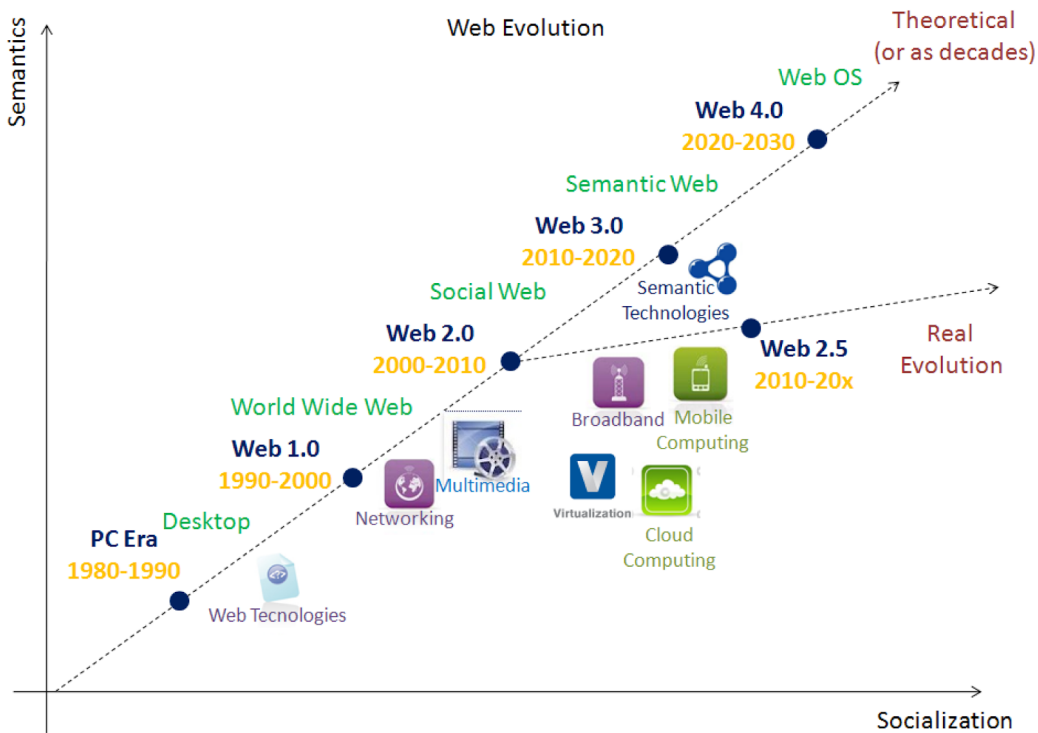 Web Evolution
Theoretical
(or as decades)
Semantics
Web OS
Web 4.0
2020-2030
Semantic Web
Web 3.0
2010-2020
Semantic
Technologies
Social Web
Web 2.0
2000-2010
Web 2.5
2010-20x
Real
Evolution
Broadband
Mobile
Computing
World Wide Web
Web 1.0
1990-2000
Networking
Multimedia
V
Virtualization
Cloud
Computing
Desktop
PC Era
1980-1990
Web Tecnologies
Socialization